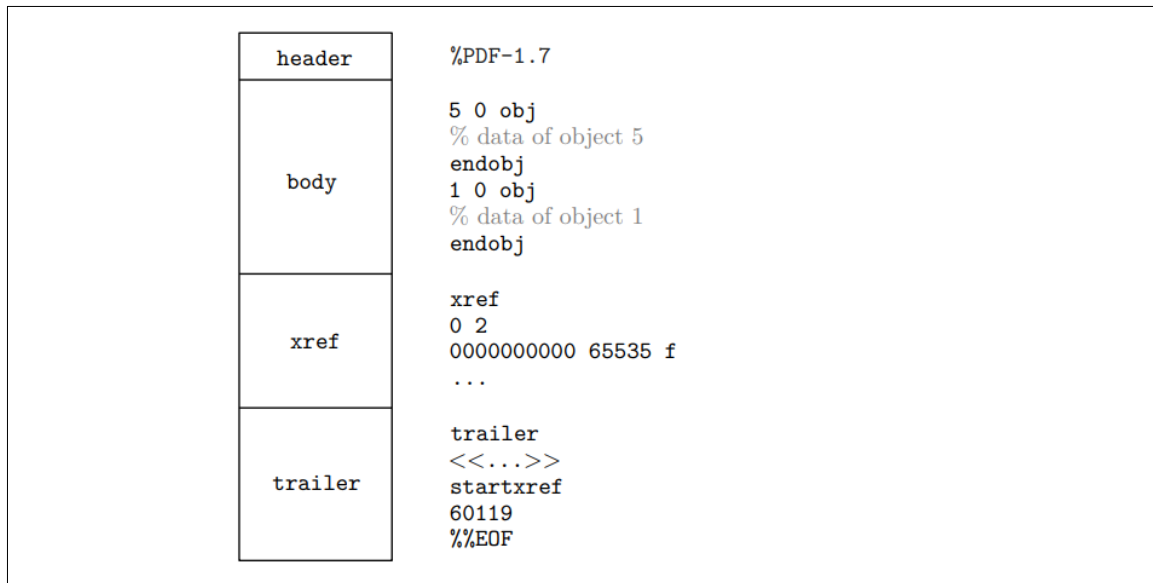 header
%PDF-1.7
body
5 0 obj
% data of object 5
endobj
1 0 obj
% data of object 1
endobj
xref
xref
0 2
0000000000 65535 f
...
trailer
trailer
<<...>>
startxref
60119
%%EOF